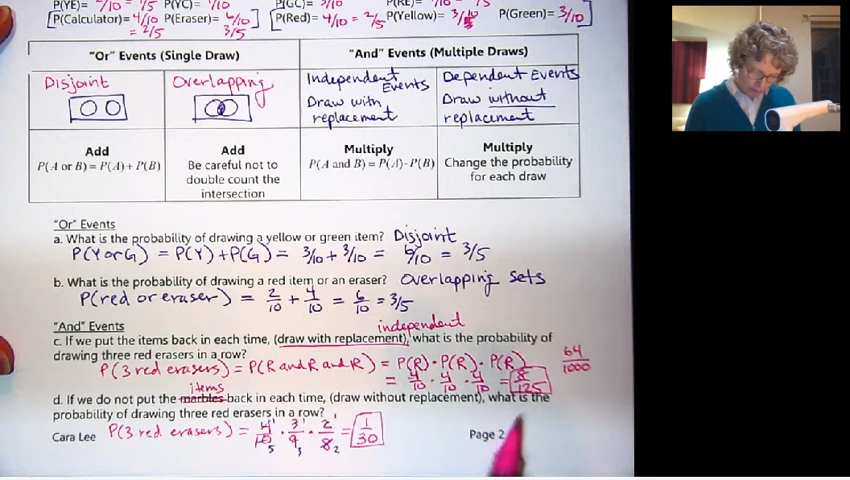 P(YE)= 2/10 = 1/5 P(YC)= 1/10 P(GC)= 3/10 P(RE)= 1/10
P(Calculator)= 4/10 P(Eraser)= 6/10 P(Red)= 4/10 = 2/5 P(Yellow)= 3/10 P(Green)= 3/10
= 2/5 3/5
"Or" Events (Single Draw) "And" Events (Multiple Draws)
Disjoint Overlapping Independent Events Dependent Events
Draw with replacement Draw without replacement
Add Add Multiply Multiply
P(A or B) = P(A) + P(B) Be careful not to double count the intersection P(A and B) = P(A) · P(B) Change the probability for each draw
"Or" Events
a. What is the probability of drawing a yellow or green item? Disjoint
P(Y or G) = P(Y) + P(G) = 3/10 + 3/10 = 6/10 = 3/5
b. What is the probability of drawing a red item or an eraser? Overlapping sets
P(red or eraser) = 2/10 + 4/10 = 6/10 = 3/5
"And" Events
independent
c. If we put the items back in each time, (draw with replacement), what is the probability of
drawing three red erasers in a row?
P(3 red erasers) = P(R and R and R) = P(R) · P(R) · P(R)
= 4/10 · 4/10 · 4/10 = 8/125
64/1000
items
d. If we do not put the marbles back in each time, (draw without replacement), what is the
probability of drawing three red erasers in a row?
P(3 red erasers) = 4/10 · 3/9 · 2/8 = 1/30
Cara Lee Page 2